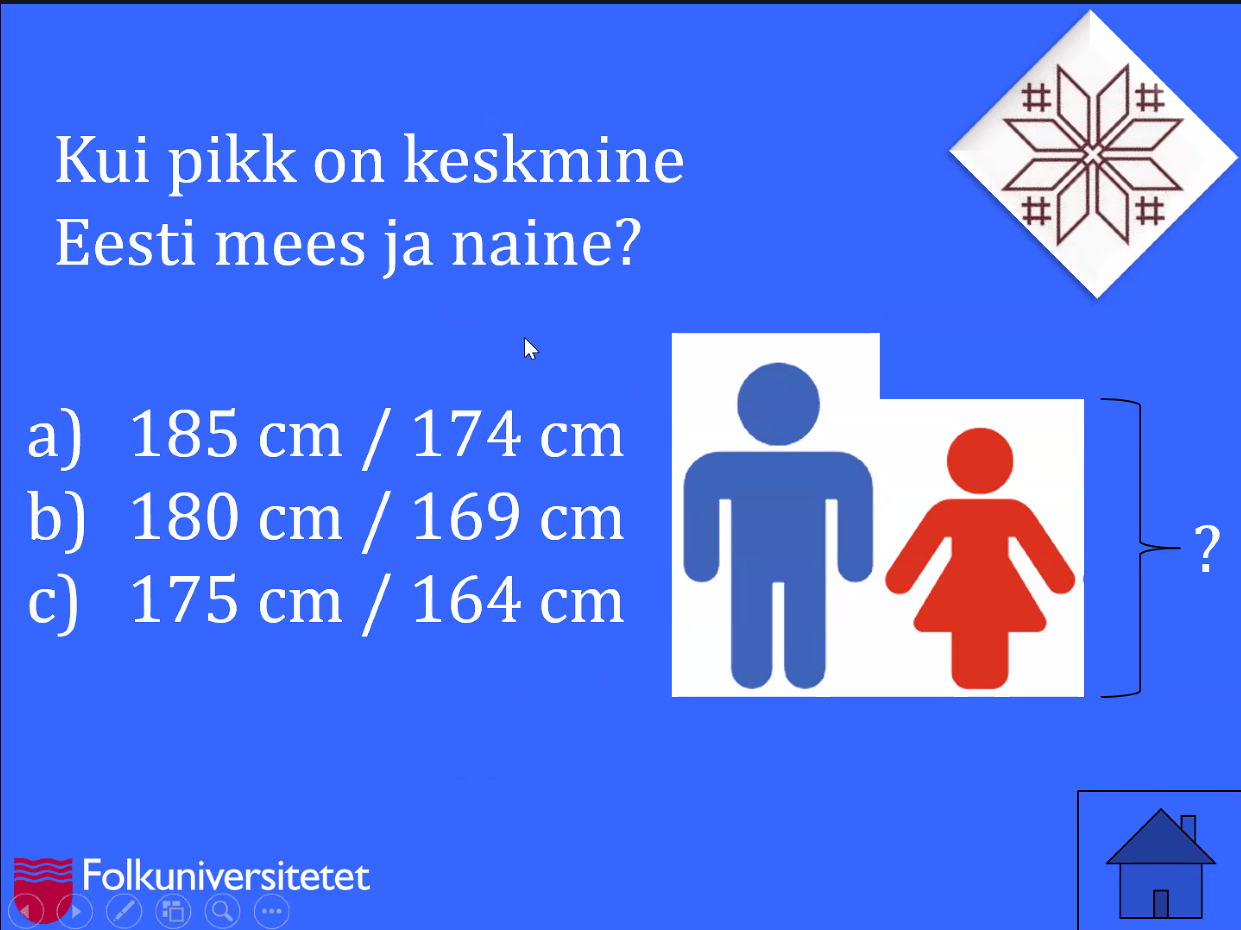 Kui pikk on keskmine
Eesti mees ja naine?
a) 185 cm / 174 cm
b) 180 cm / 169 cm
c) 175 cm / 164 cm
?
Folkuniversitetet